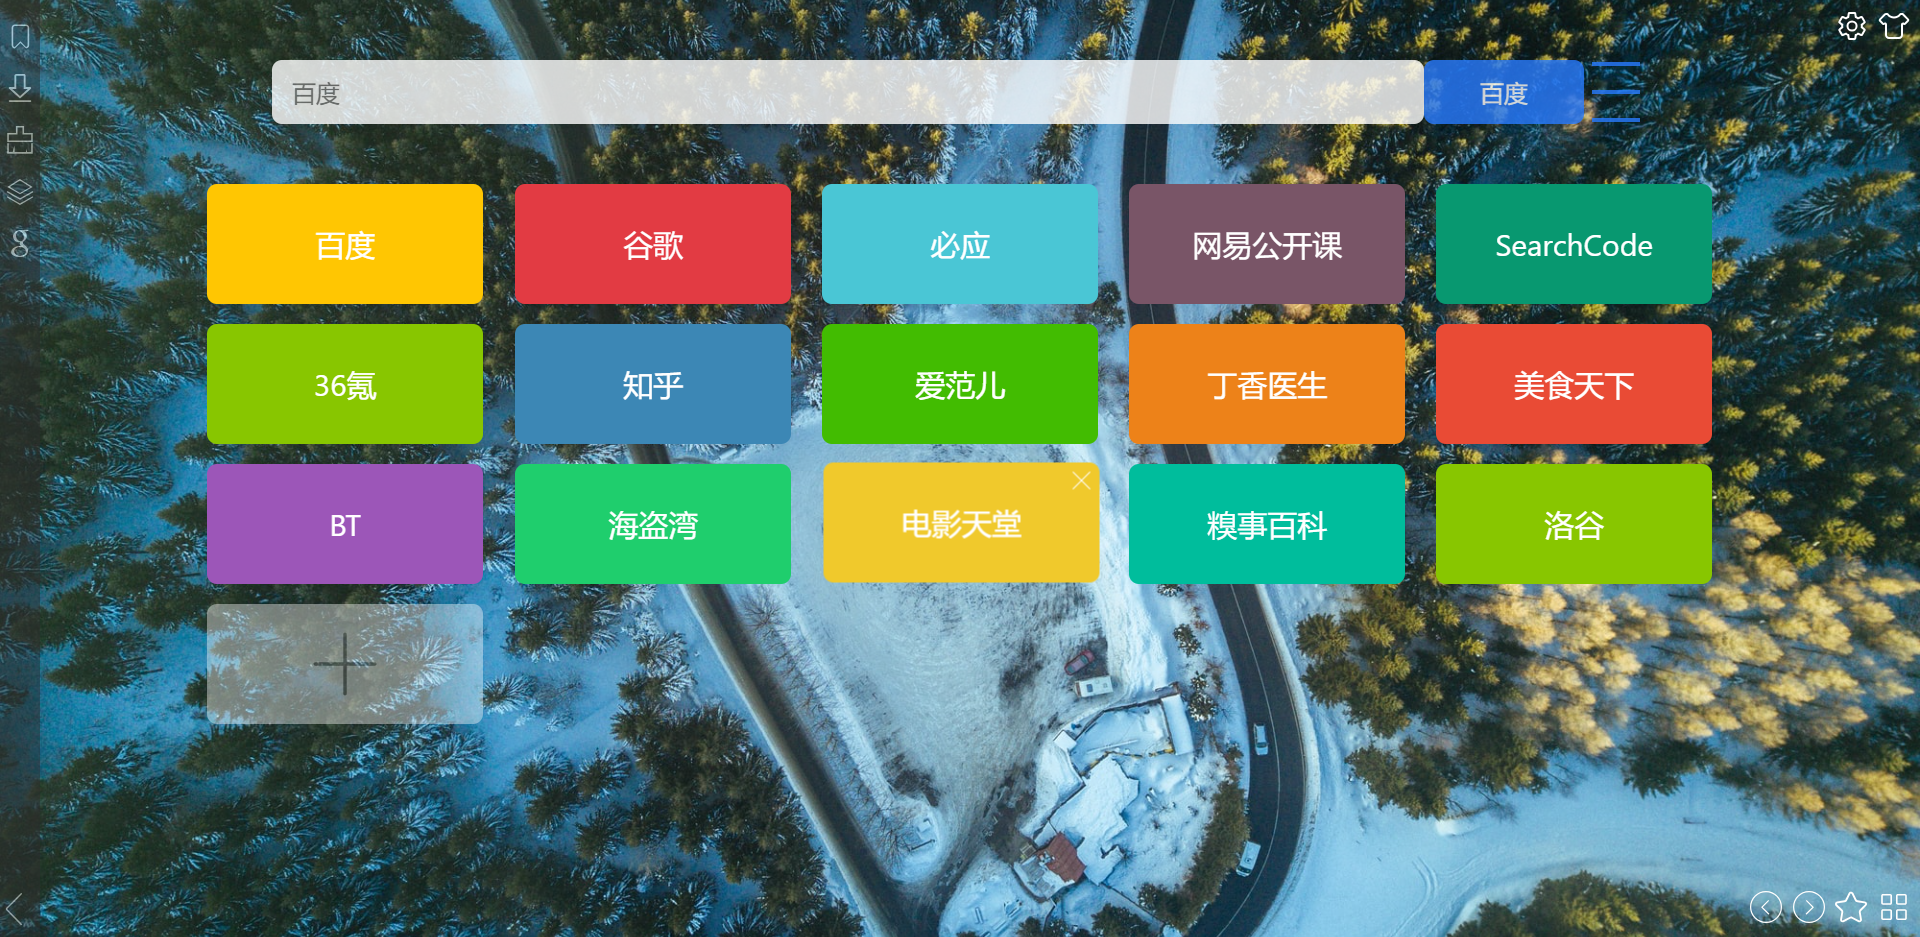 百度
百度
百度
谷歌
必应
网易公开课
SearchCode
36氪
知乎
爱范儿
丁香医生
美食天下
BT
海盗湾
电影天堂
糗事百科
洛谷